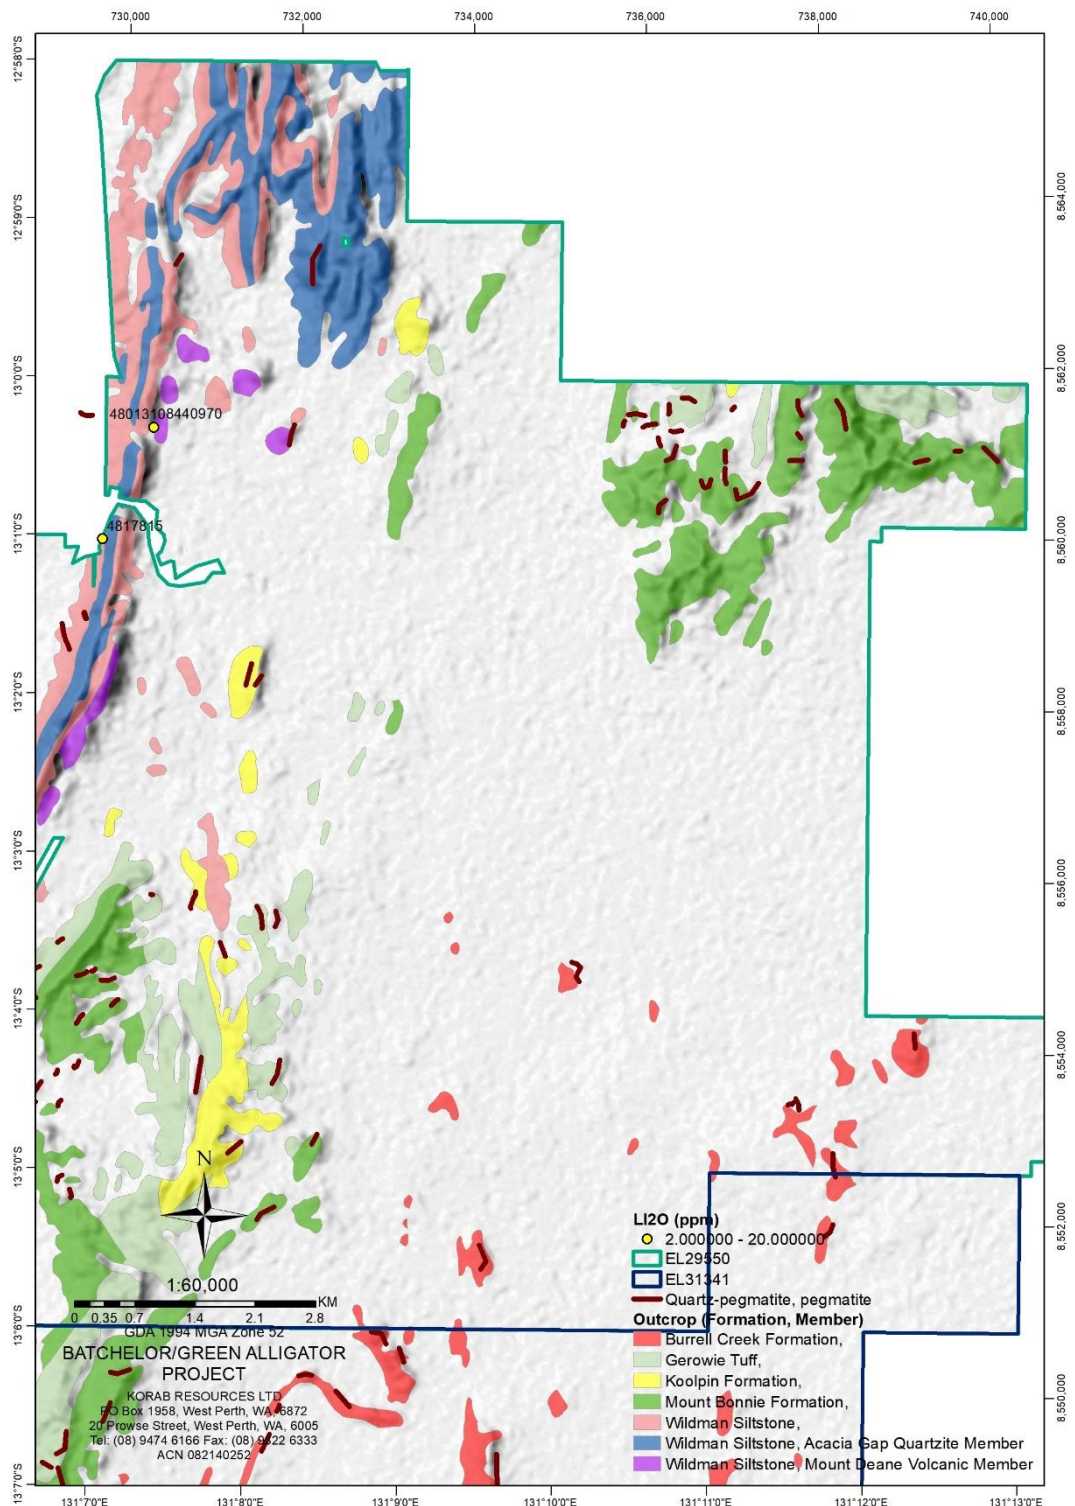 730,000 732,000 734,000 736,000 738,000 740,000
12°58'0"S
12°59'0"S
8,564,000
13°0'0"S
8,562,000
48013108440970
4817815
13°1'0"S
8,560,000
13°2'0"S
8,558,000
13°3'0"S
8,556,000
13°4'0"S
8,554,000
13°5'0"S
N
8,552,000
1:60,000
0 0.35 0.7 1.4 2.1 2.8 KM
GDA 1994 MGA Zone 52
13°6'0"S
BATCHELOR/GREEN ALLIGATOR
PROJECT
KORAB RESOURCES LTD
PO Box 1958, West Perth, WA, 6872
20 Prowse Street, West Perth, WA, 6005
Tel: (08) 9474 6166 Fax: (08) 9322 6333
ACN 082140252
LI2O (ppm)
2.000000 - 20.000000
EL29550
EL31341
Quartz-pegmatite, pegmatite
Outcrop (Formation, Member)
Burrell Creek Formation,
Gerowie Tuff,
Koolpin Formation,
Mount Bonnie Formation,
Wildman Siltstone,
Wildman Siltstone, Acacia Gap Quartzite Member
Wildman Siltstone, Mount Deane Volcanic Member
8,550,000
13°7'0"S
131°7'0"E 131°8'0"E 131°9'0"E 131°10'0"E 131°11'0"E 131°12'0"E 131°13'0"E